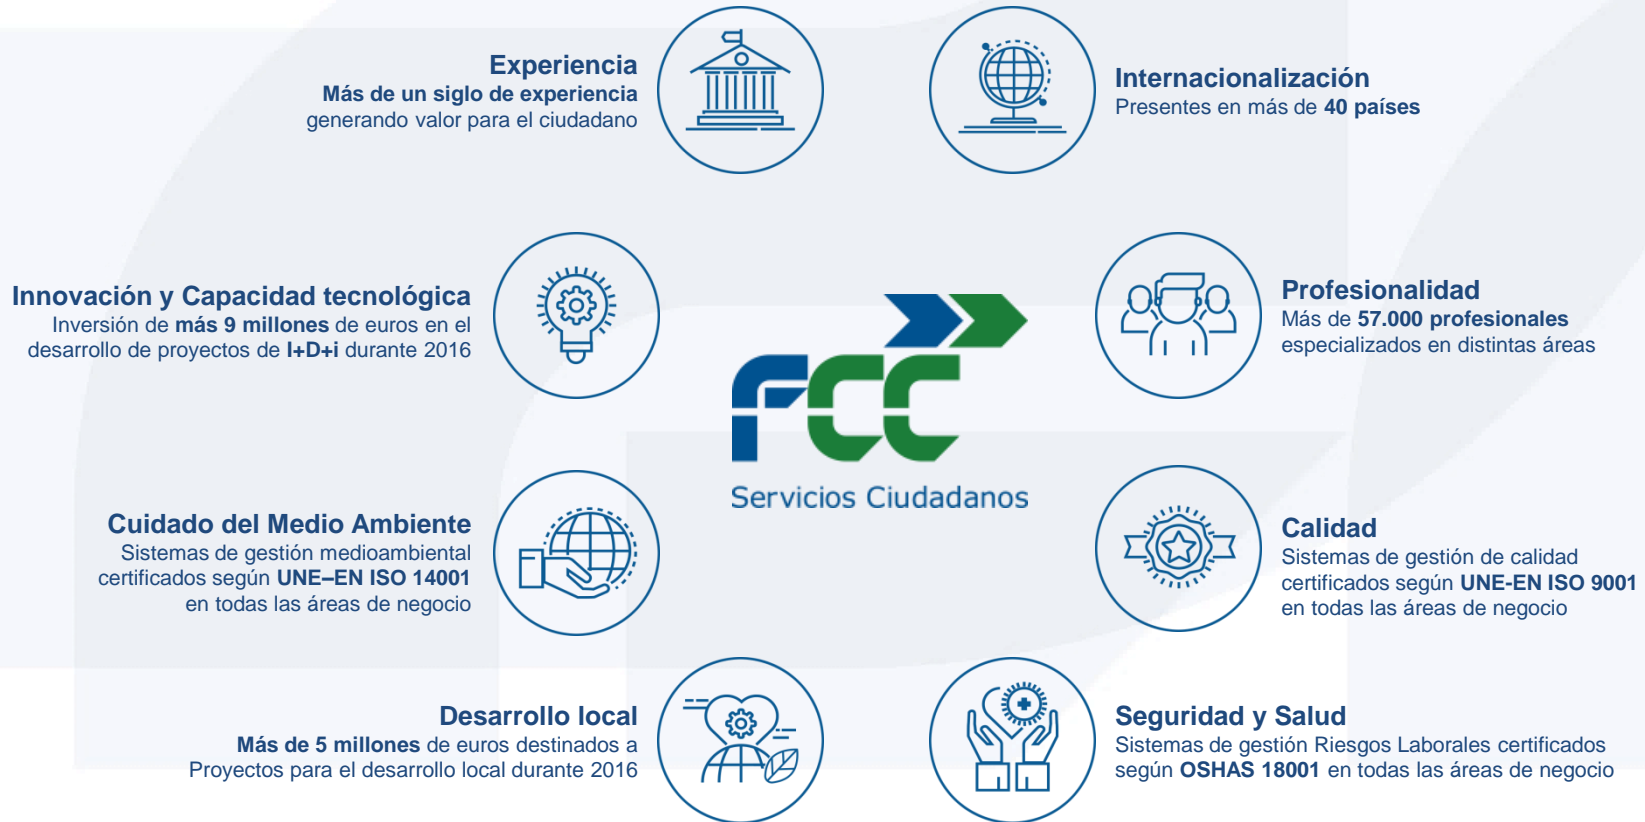 Experiencia
Más de un siglo de experiencia
generando valor para el ciudadano
Internacionalización
Presentes en más de 40 países
Innovación y Capacidad tecnológica
Inversión de más 9 millones de euros en el
desarrollo de proyectos de I+D+i durante 2016
Profesionalidad
Más de 57.000 profesionales
especializados en distintas áreas
FCC
Servicios Ciudadanos
Cuidado del Medio Ambiente
Sistemas de gestión medioambiental
certificados según UNE–EN ISO 14001
en todas las áreas de negocio
Calidad
Sistemas de gestión de calidad
certificados según UNE-EN ISO 9001
en todas las áreas de negocio
Desarrollo local
Más de 5 millones de euros destinados a
Proyectos para el desarrollo local durante 2016
Seguridad y Salud
Sistemas de gestión Riesgos Laborales certificados
según OSHAS 18001 en todas las áreas de negocio